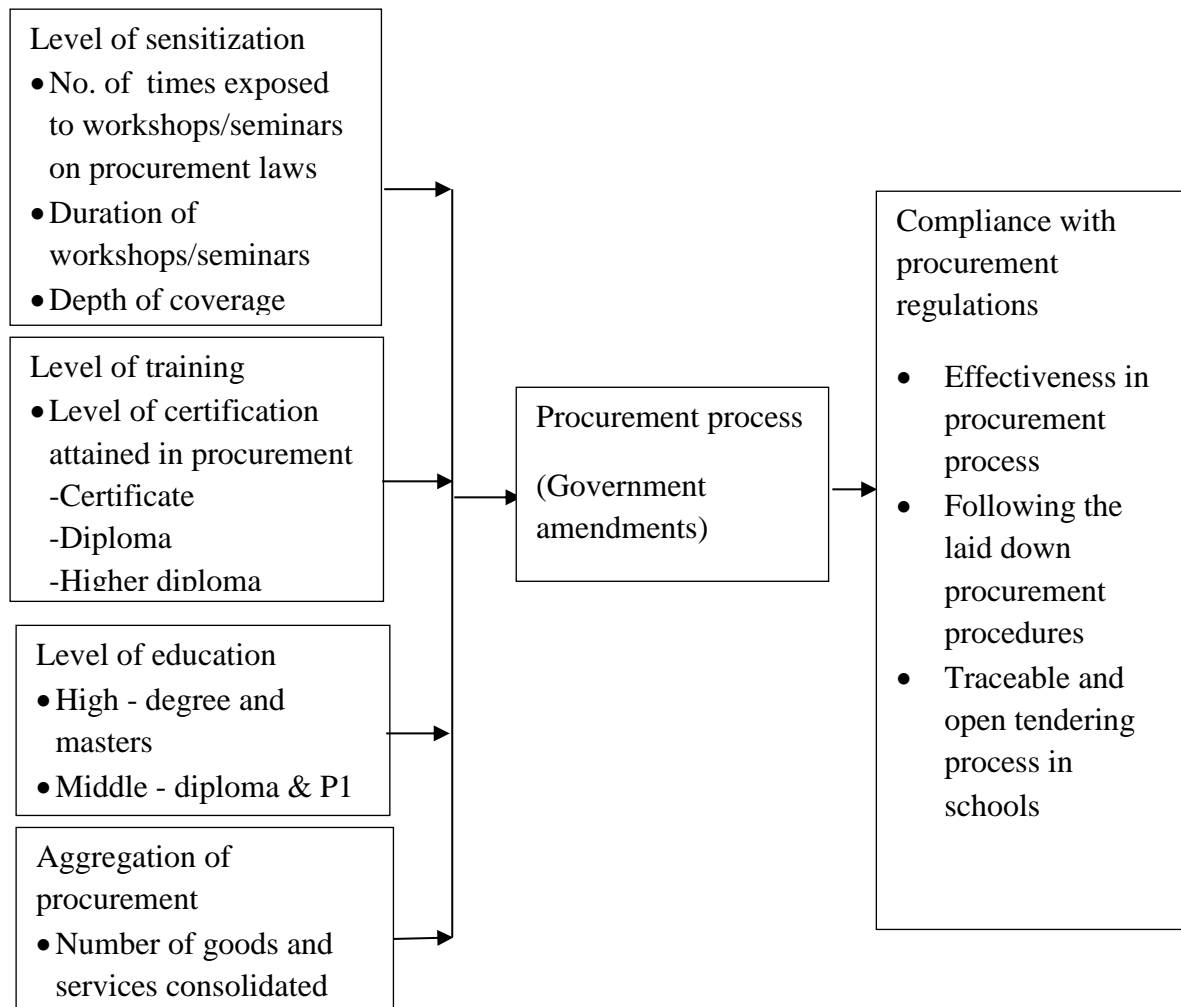 Level of sensitization
• No. of times exposed
to workshops/seminars
on procurement laws
• Duration of
workshops/seminars
• Depth of coverage
Level of training
• Level of certification
attained in procurement
-Certificate
-Diploma
-Higher diploma
Level of education
• High - degree and
masters
• Middle - diploma & P1
Aggregation of
procurement
• Number of goods and
services consolidated
Procurement process
(Government
amendments)
Compliance with
procurement
regulations
• Effectiveness in
procurement
process
• Following the
laid down
procurement
procedures
• Traceable and
open tendering
process in
schools